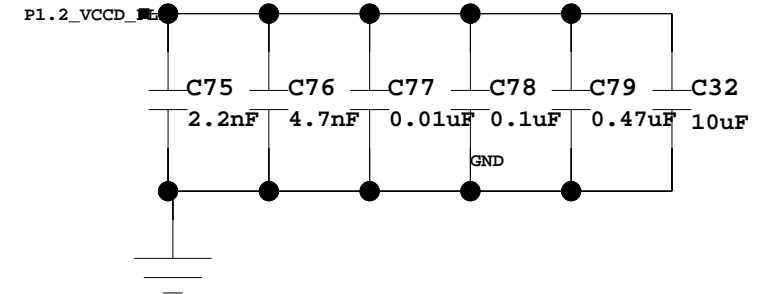 P1.2_VCCD_
C75 C76 C77 C78 C79 C32
2.2nF 4.7nF 0.01uF 0.1uF 0.47uF 10uF
GND